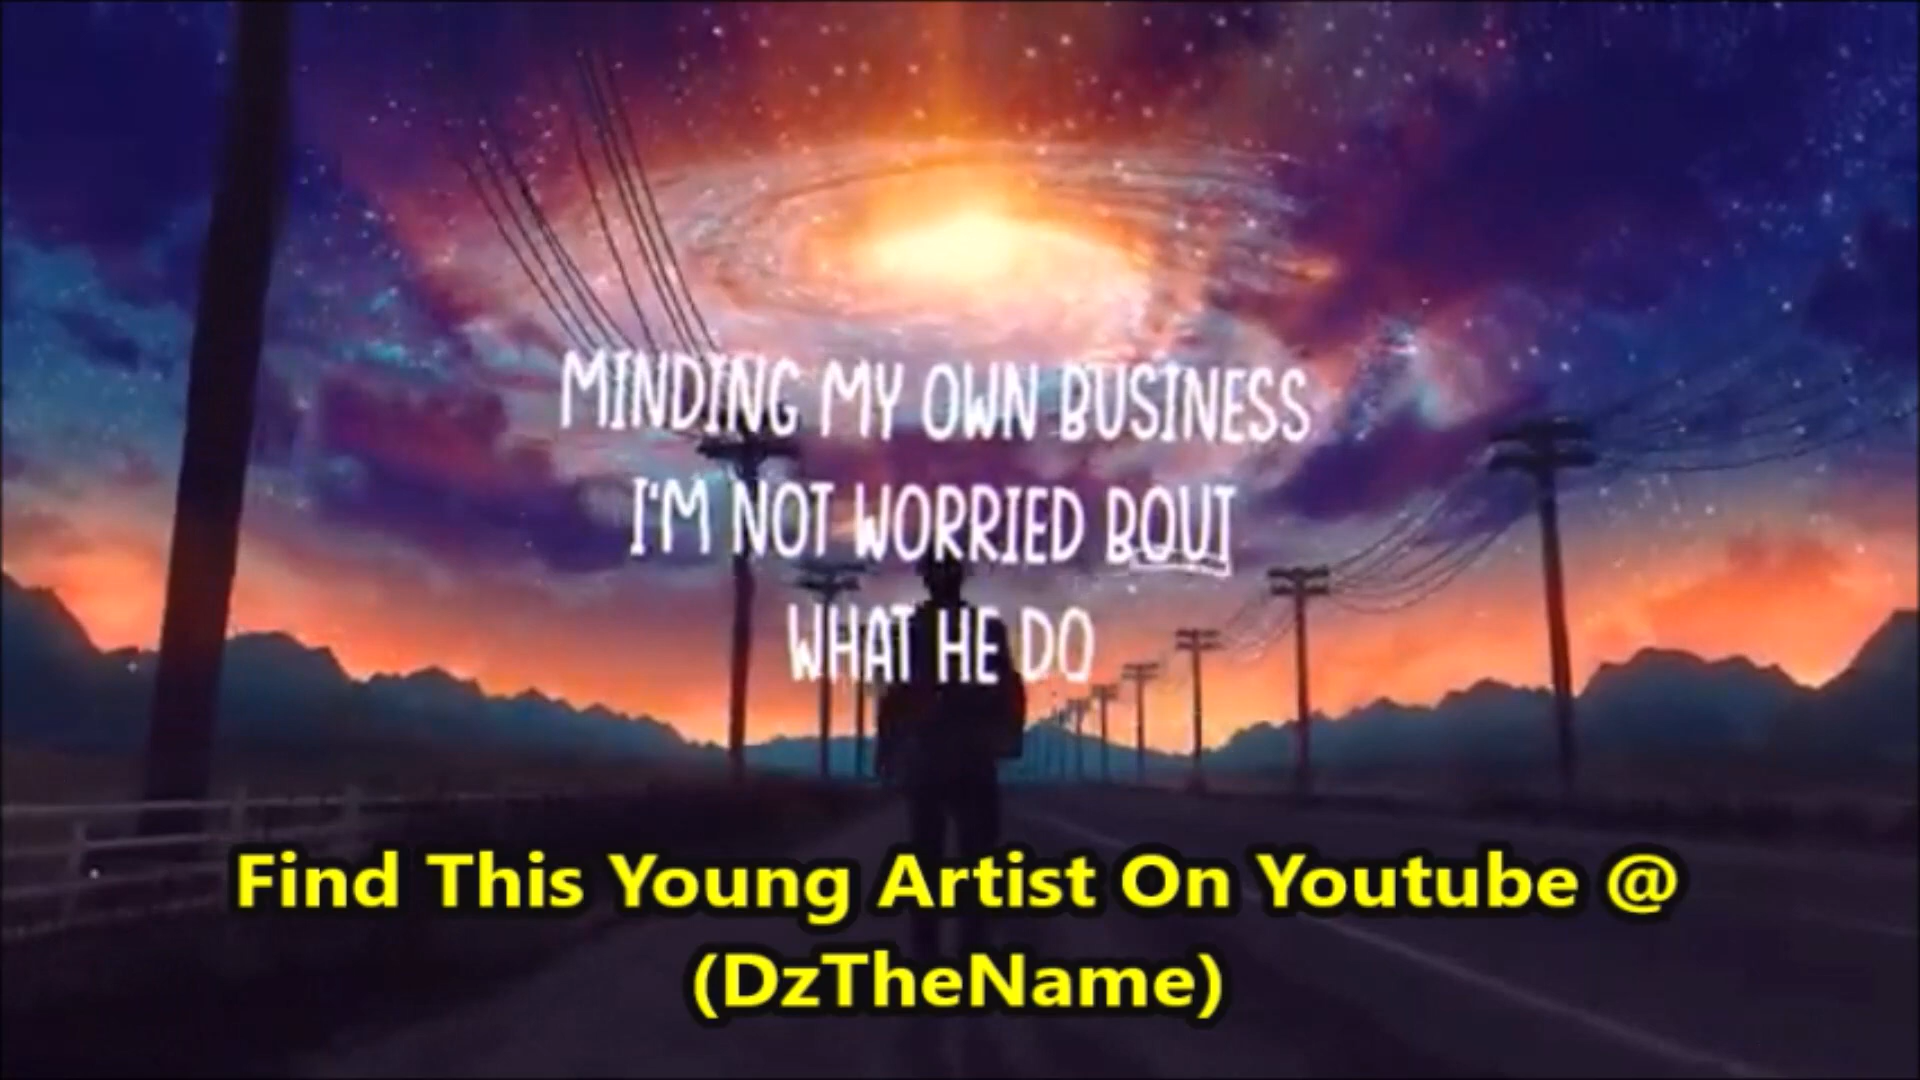 MINDING MY OWN BUSINESS
I'M NOT WORRIED BOUT
WHAT HE DO
Find This Young Artist On Youtube @
(DzTheName)